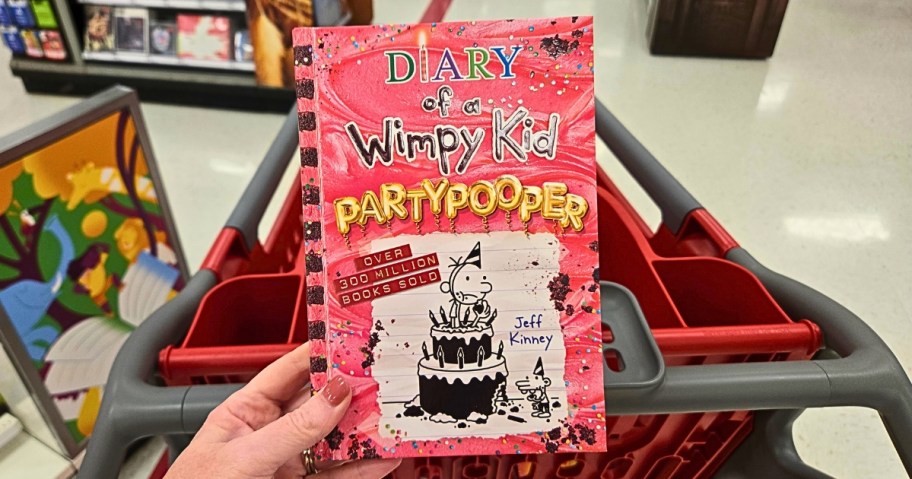 DIARY
of a
Wimpy Kid
PARTYPOOPER
OVER
300 MILLION
BOOKS SOLD
Jeff
Kinney